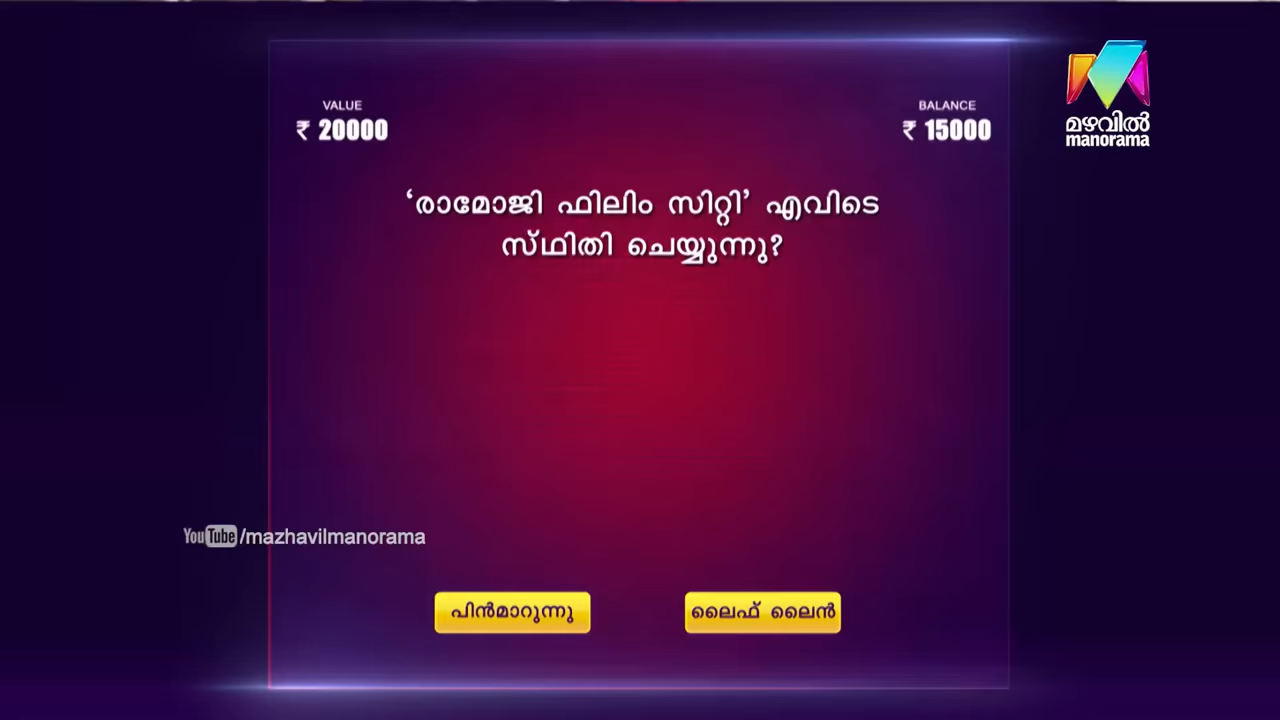 VALUE
₹ 20000
BALANCE
₹ 15000
മഴവിൽ
manorama
‘രാമോജി ഫിലിം സിറ്റി’ എവിടെ
സ്ഥിതി ചെയ്യുന്നു?
YouTube/mazhavilmanorama
പിൻമാറുന്നു
ലൈഫ് ലൈൻ